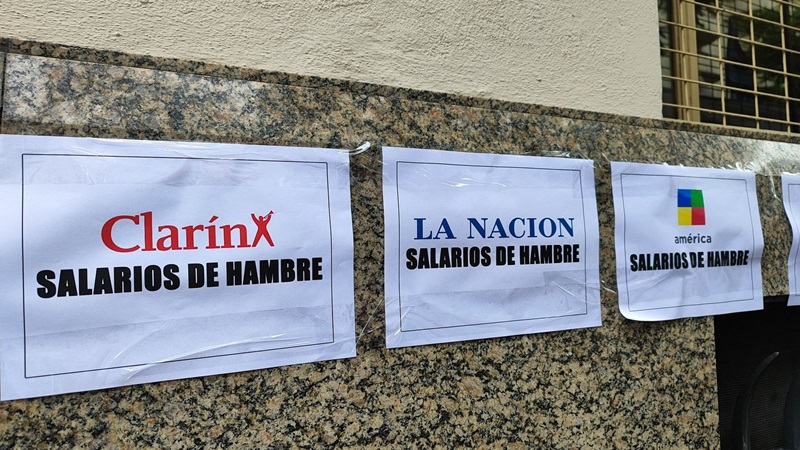 Clarín
SALARIOS DE HAMBRE
LA NACION
SALARIOS DE HAMBRE
américa
SALARIOS DE HAMBRE